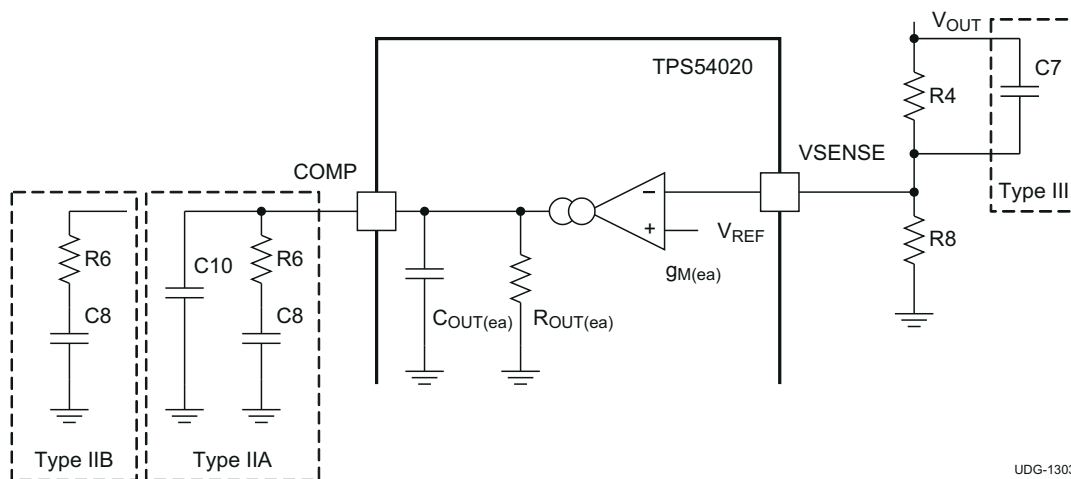 VOUT
C7
TPS54020
R4
VSENSE
COMP
Type III
R6
C10
R6
VREF
R8
gM(ea)
C8
C8
COUT(ea)
ROUT(ea)
Type IIB
Type IIA
UDG-1303